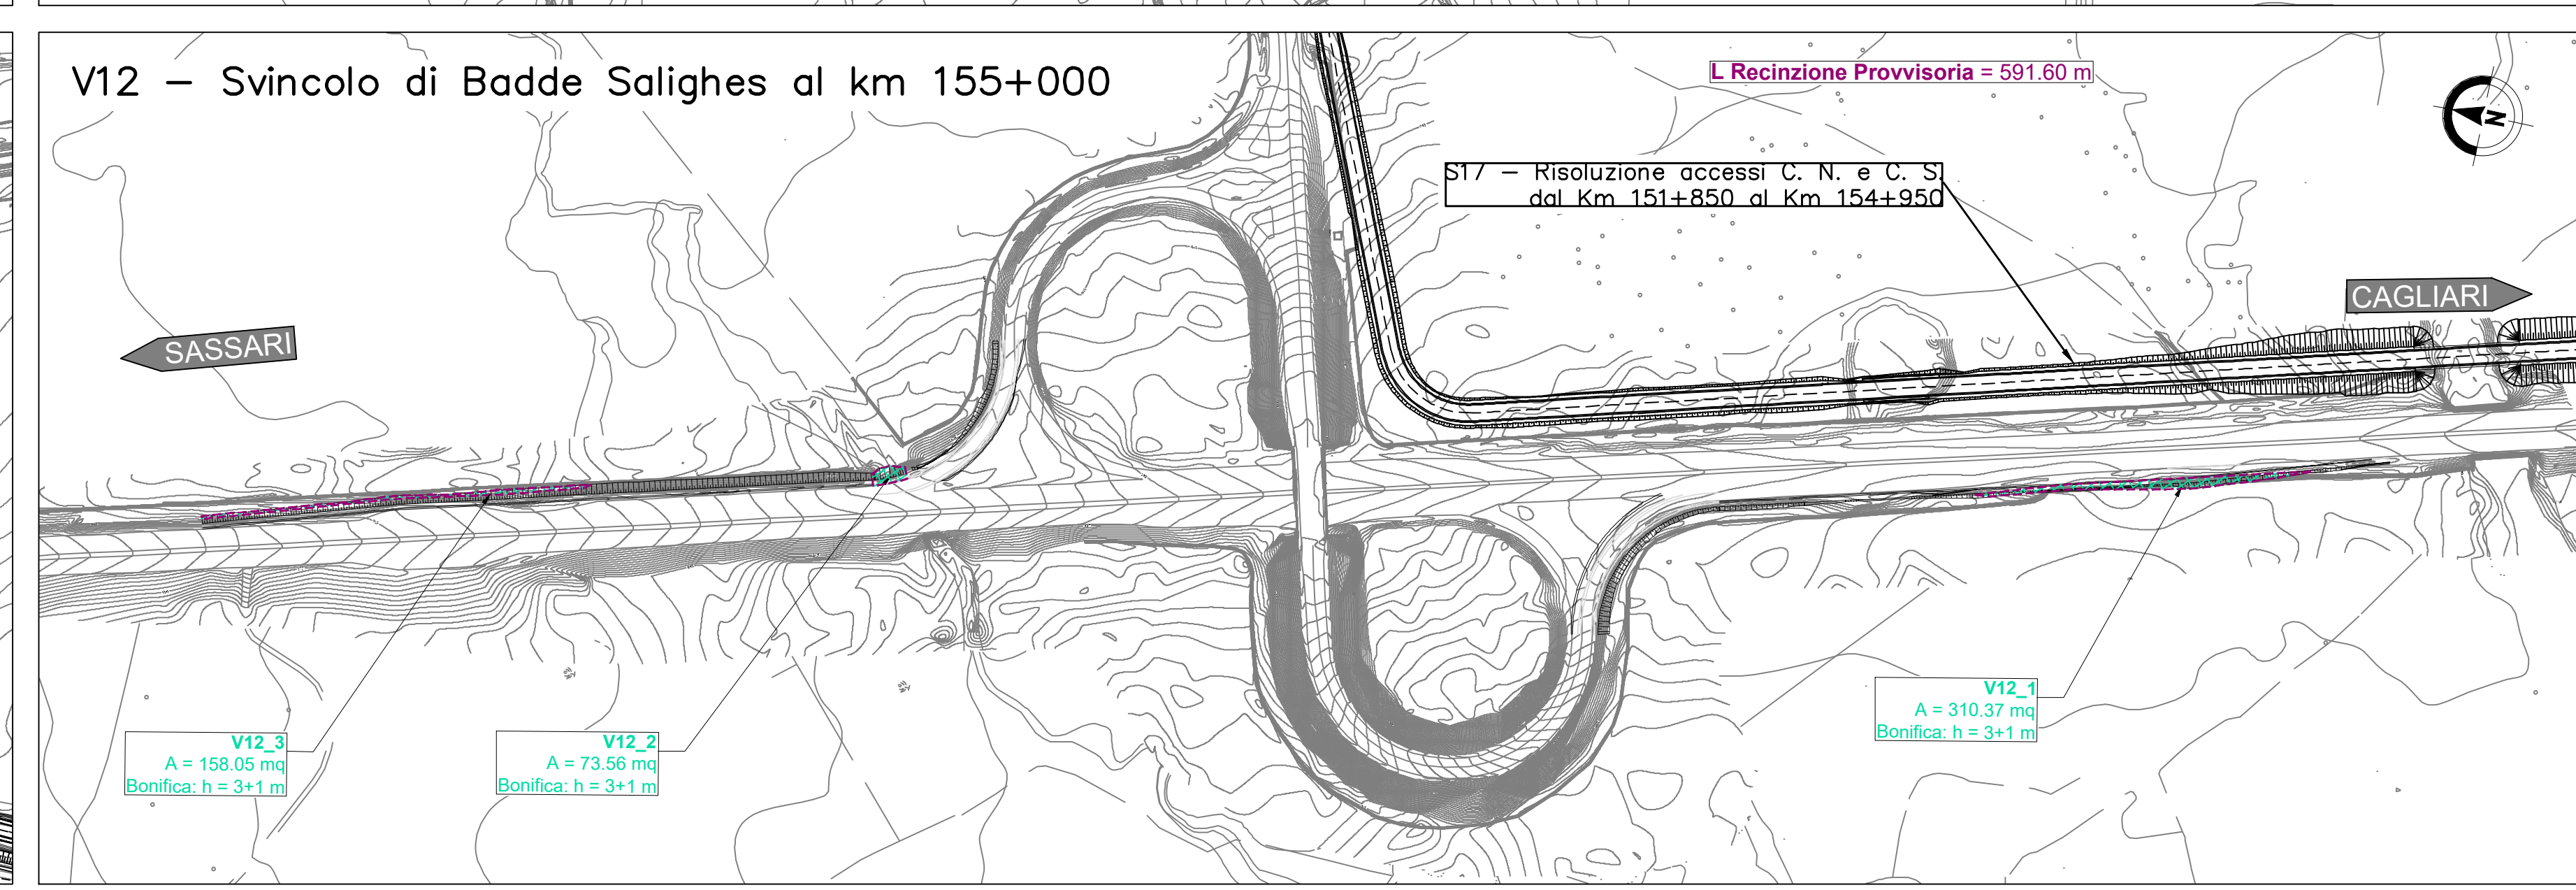 V12 – Svincolo di Badde Salighes al km 155+000
L Recinzione Provvisoria = 591.60 m
N
S17 – Risoluzione accessi C. N. e C. S.
dal Km 151+850 al Km 154+950
CAGLIARI
SASSARI
V12_1
A = 310.37 mq
Bonifica: h = 3+1 m
V12_3
A = 158.05 mq
Bonifica: h = 3+1 m
V12_2
A = 73.56 mq
Bonifica: h = 3+1 m